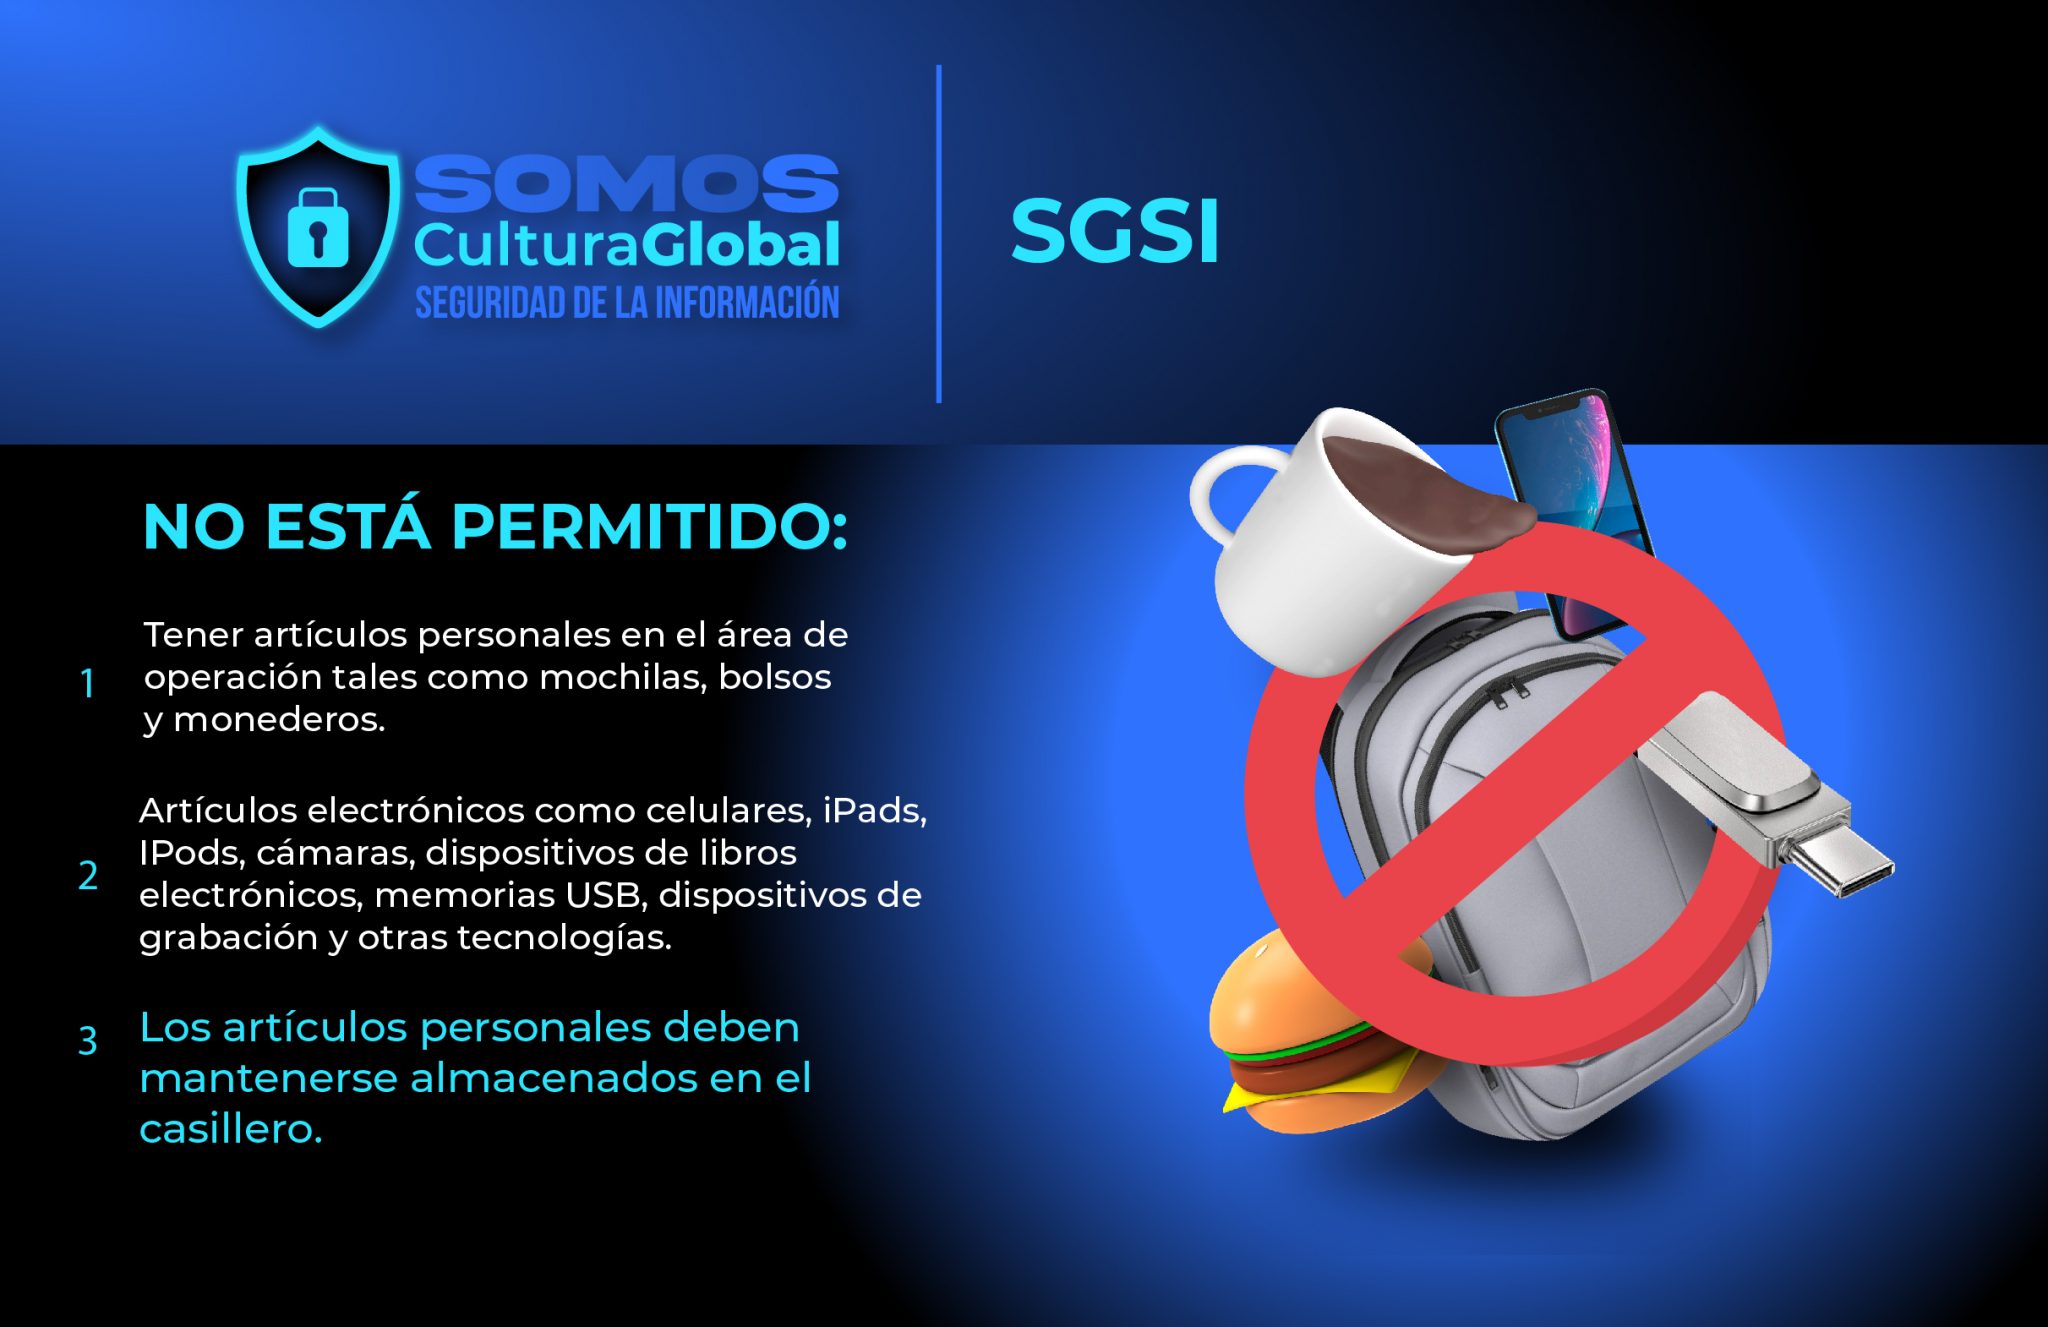 SOMOS
CulturaGlobal
SEGURIDAD DE LA INFORMACIÓN
SGSI
NO ESTÁ PERMITIDO:
1
Tener artículos personales en el área de
operación tales como mochilas, bolsos
y monederos.
2
Artículos electrónicos como celulares, iPads,
IPods, cámaras, dispositivos de libros
electrónicos, memorias USB, dispositivos de
grabación y otras tecnologías.
3
Los artículos personales deben
mantenerse almacenados en el
casillero.